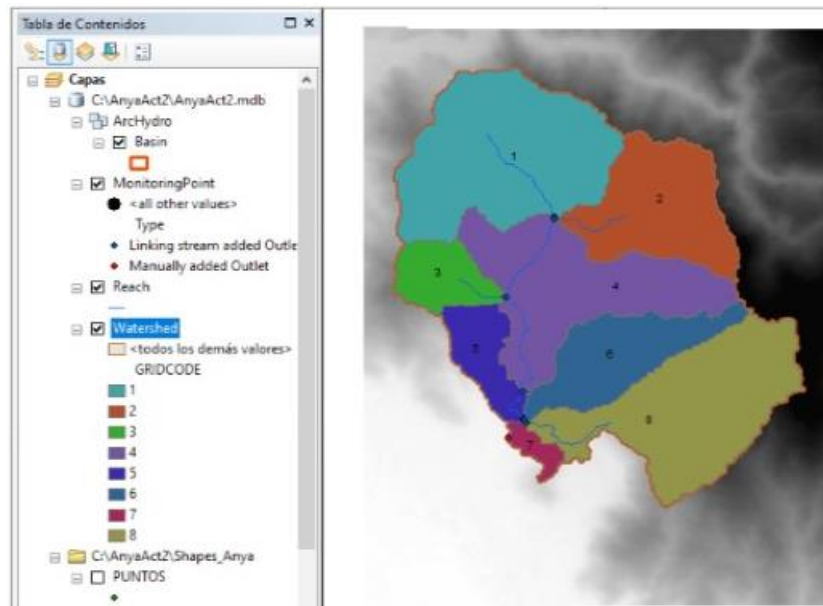 Tabla de Contenidos
Capas
C:\AnyaAct2\AnyaAct2.mdb
ArcHydro
Basin
MonitoringPoint
<all other values>
Type
Linking stream added Outle
Manually added Outlet
Reach
Watershed
<todos los demás valores>
GRIDCODE
1
2
3
4
5
6
7
8
C:\AnyaAct2\Shapes_Anya
PUNTOS
1
2
3
4
5
6
7
8